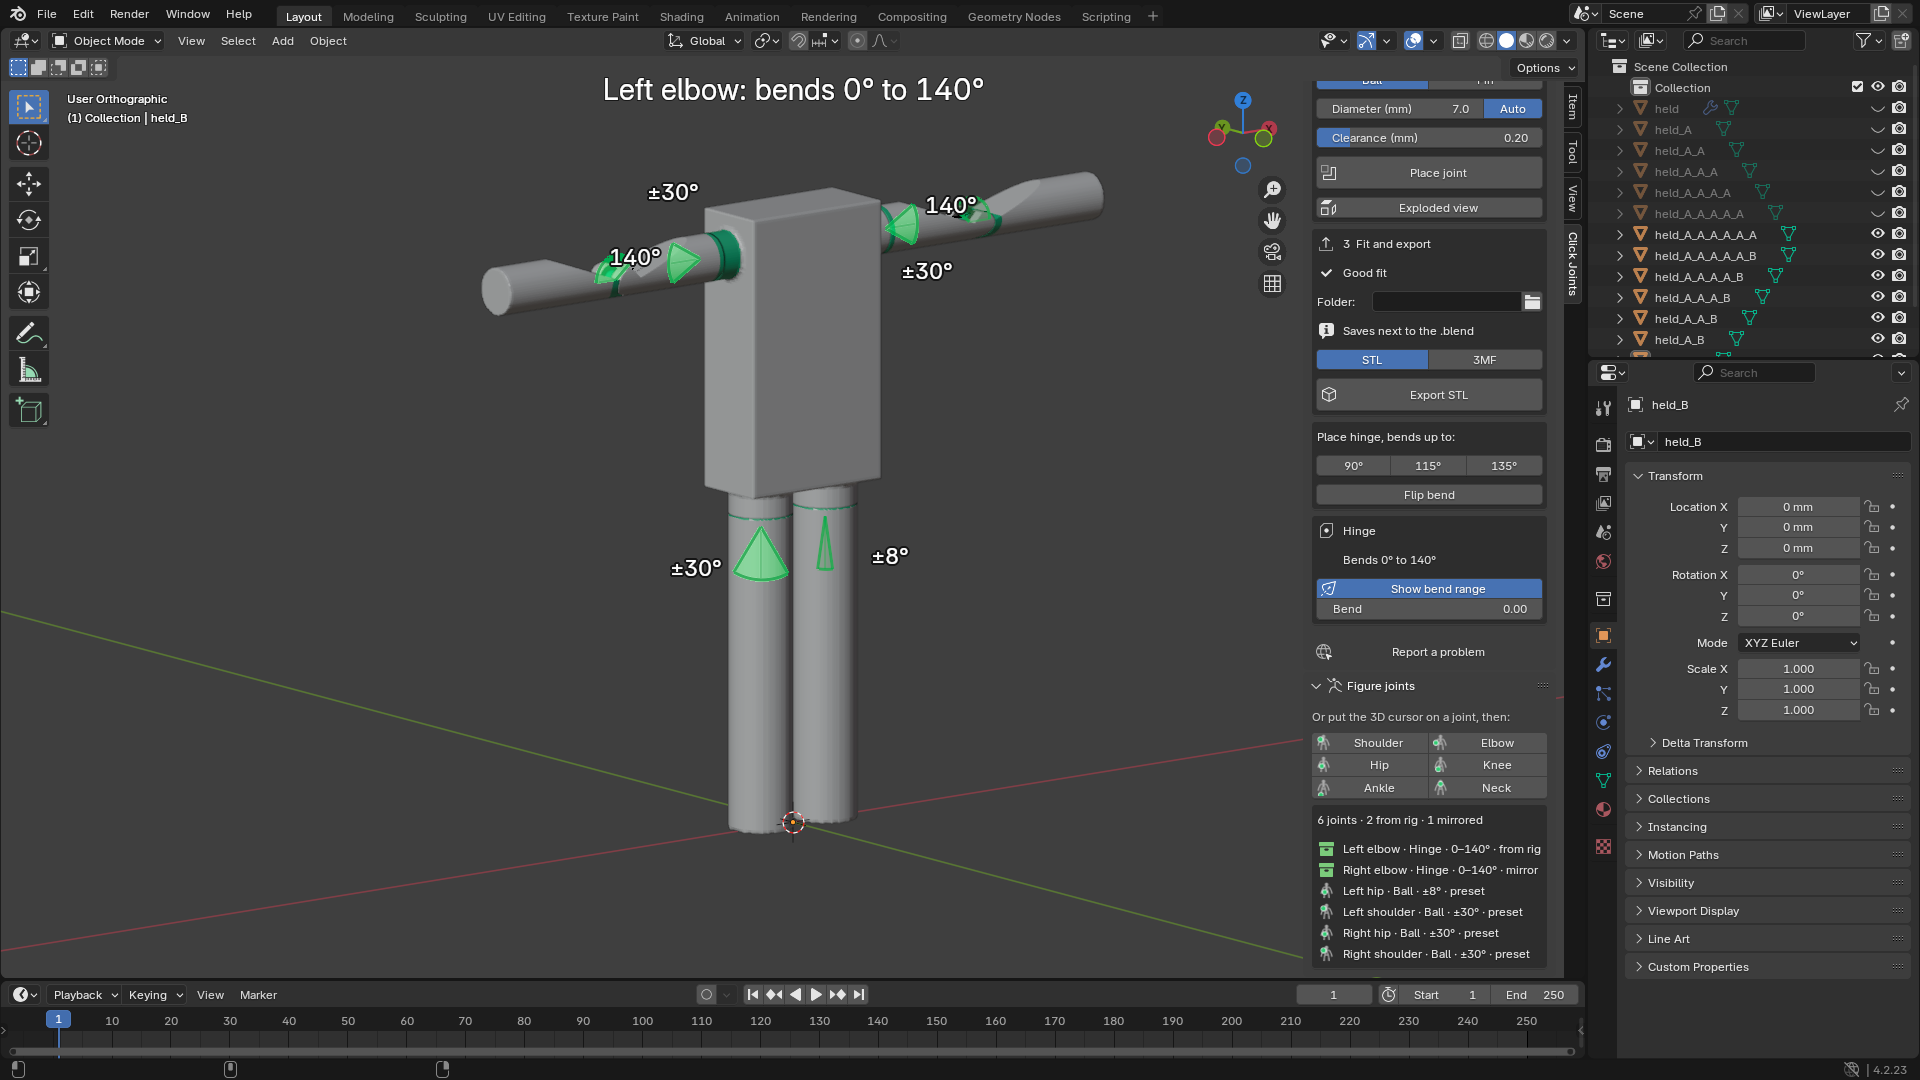 File Edit Render Window Help
Layout Modeling Sculpting UV Editing Texture Paint Shading Animation Rendering Compositing Geometry Nodes Scripting
Scene
ViewLayer
Object Mode View Select Add Object
Global
Options
User Orthographic
(1) Collection | held_B
Left elbow: bends 0° to 140°
±30°
140°
140°
±30°
±30°
±8°
Z
Item
Tool
View
Click Joints
Ball
Diameter (mm) 7.0 Auto
Clearance (mm) 0.20
Place joint
Exploded view
3 Fit and export
Good fit
Folder:
Saves next to the .blend
STL 3MF
Export STL
Place hinge, bends up to:
90° 115° 135°
Flip bend
Hinge
Bends 0° to 140°
Show bend range
Bend 0.00
Report a problem
Figure joints
Or put the 3D cursor on a joint, then:
Shoulder Elbow
Hip Knee
Ankle Neck
6 joints · 2 from rig · 1 mirrored
Left elbow · Hinge · 0–140° · from rig
Right elbow · Hinge · 0–140° · mirror
Left hip · Ball · ±8° · preset
Left shoulder · Ball · ±30° · preset
Right hip · Ball · ±30° · preset
Right shoulder · Ball · ±30° · preset
Search
Scene Collection
Collection
held
held_A
held_A_A
held_A_A_A
held_A_A_A_A
held_A_A_A_A_A
held_A_A_A_A_A_A
held_A_A_A_A_A_B
held_A_A_A_A_B
held_A_A_A_B
held_A_A_B
held_A_B
Search
held_B
held_B
Transform
Location X 0 mm
Y 0 mm
Z 0 mm
Rotation X 0°
Y 0°
Z 0°
Mode XYZ Euler
Scale X 1.000
Y 1.000
Z 1.000
Delta Transform
Relations
Collections
Instancing
Motion Paths
Visibility
Viewport Display
Line Art
Custom Properties
Playback Keying View Marker
1 Start 1 End 250
1 10 20 30 40 50 60 70 80 90 100 110 120 130 140 150 160 170 180 190 200 210 220 230 240 250
4.2.23